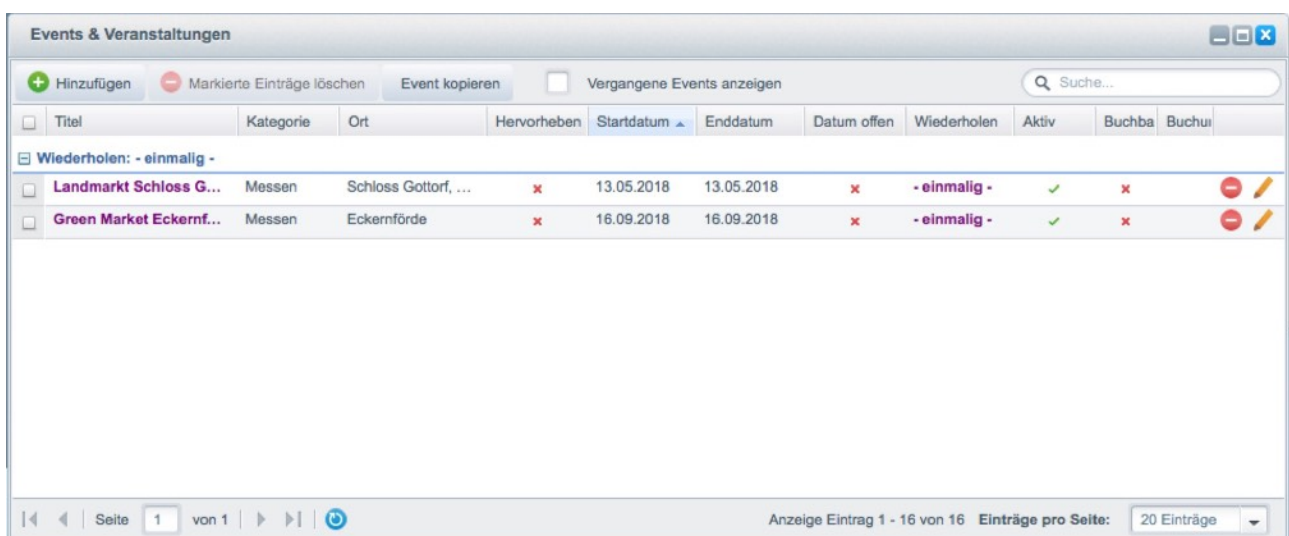 Events & Veranstaltungen
Hinzufügen Markierte Einträge löschen Event kopieren Vergangene Events anzeigen Suche...
Titel Kategorie Ort Hervorheben Startdatum Enddatum Datum offen Wiederholen Aktiv Buchba Buchu
Wiederholen: - einmalig -
Landmarkt Schloss G... Messen Schloss Gottorf, ... 13.05.2018 13.05.2018 - einmalig -
Green Market Eckernf... Messen Eckernförde 16.09.2018 16.09.2018 - einmalig -
Seite 1 von 1 Anzeige Eintrag 1 - 16 von 16 Einträge pro Seite: 20 Einträge